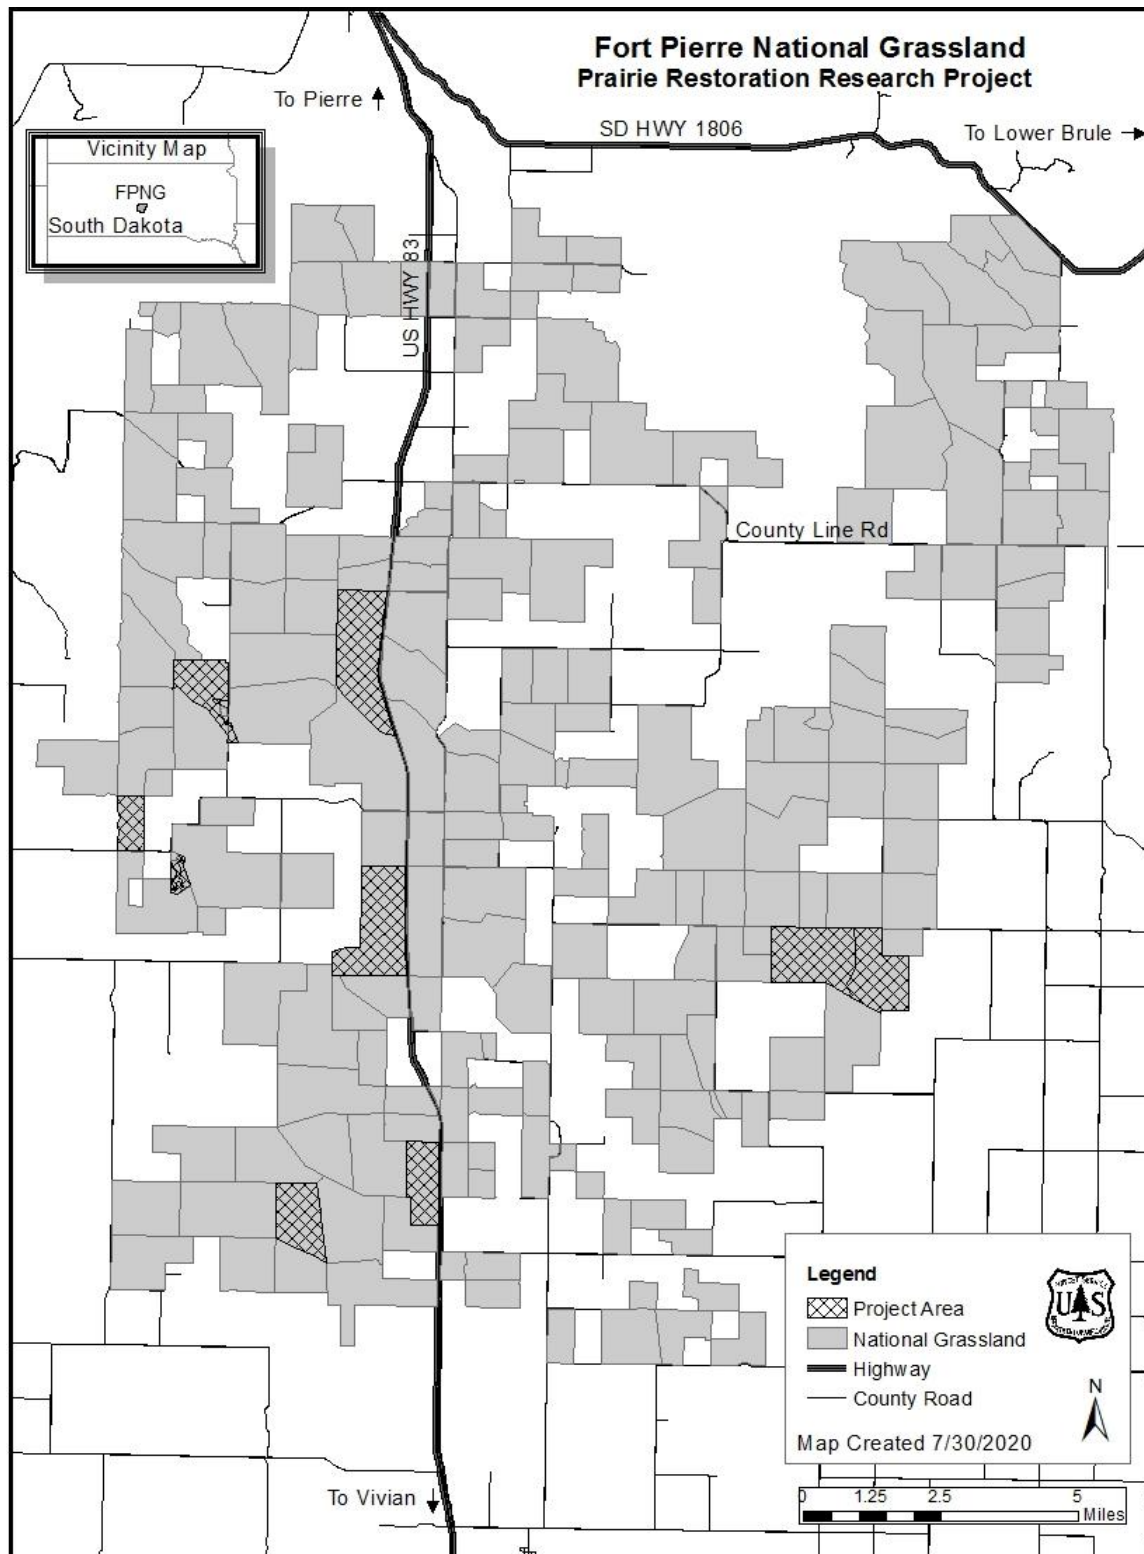 Fort Pierre National Grassland
Prairie Restoration Research Project
To Pierre
SD HWY 1806
To Lower Brule
Vicinity Map
FPNG
South Dakota
US HWY 83
County Line Rd
Legend
Project Area
National Grassland
Highway
County Road
US
N
Map Created 7/30/2020
To Vivian
0 1.25 2.5 5
Miles